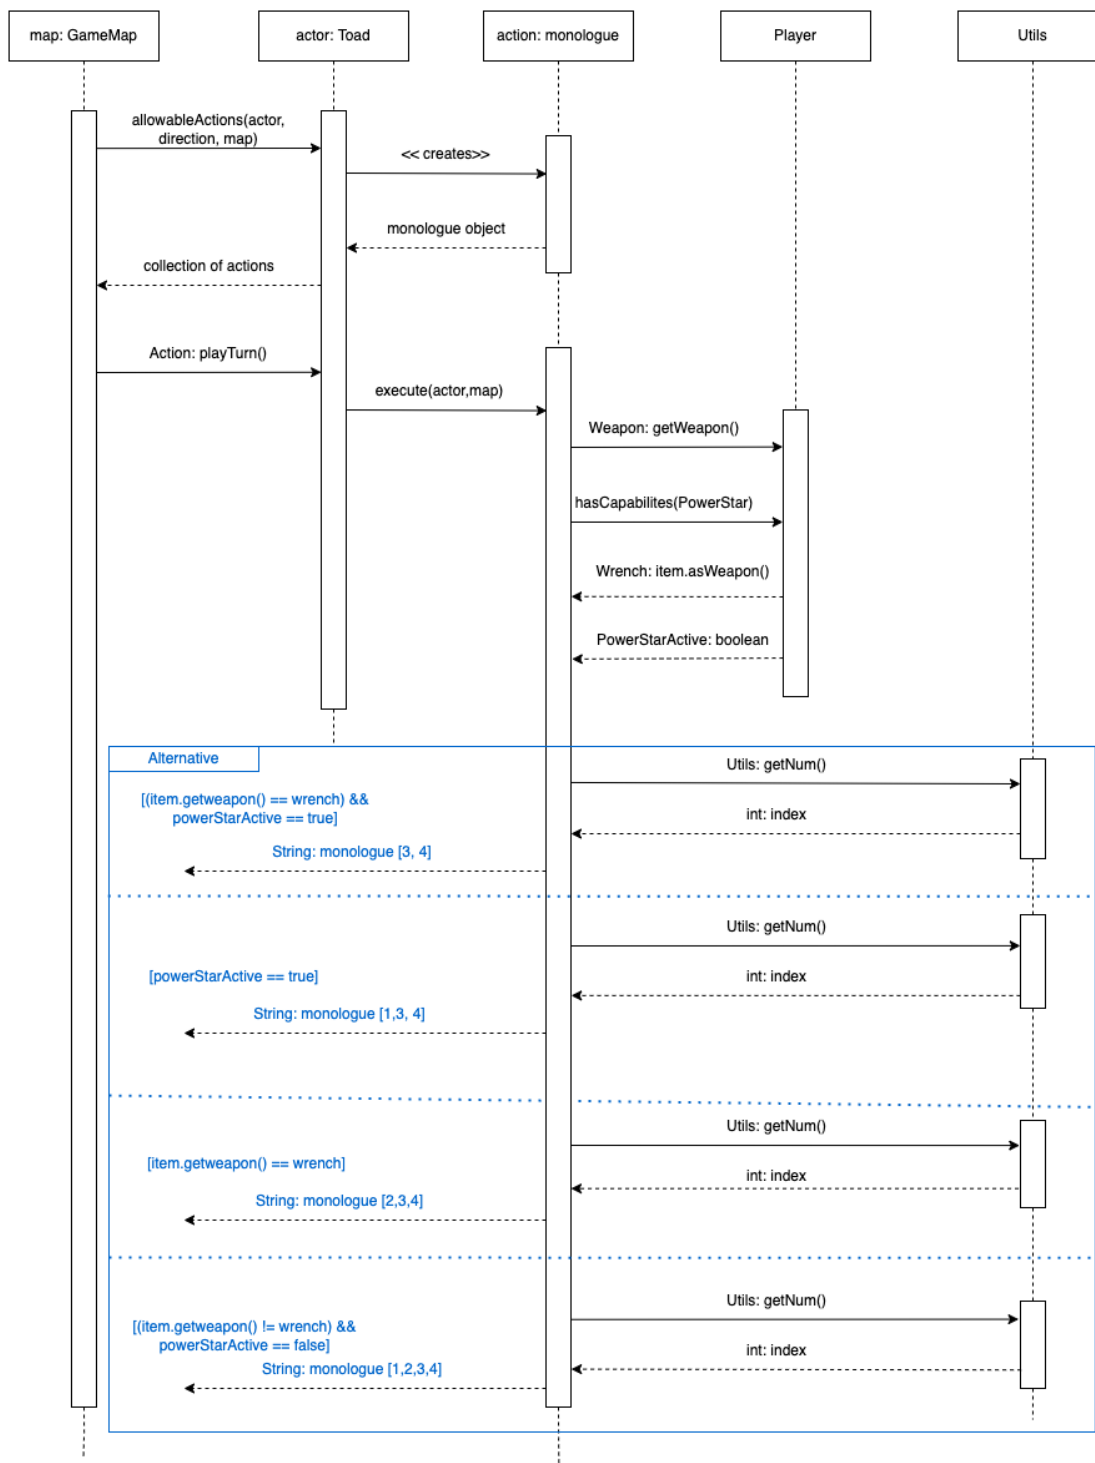 map: GameMap
actor: Toad
action: monologue
Player
Utils
allowableActions(actor,
direction, map)
<< creates>>
monologue object
collection of actions
Action: playTurn()
execute(actor,map)
Weapon: getWeapon()
hasCapabilites(PowerStar)
Wrench: item.asWeapon()
PowerStarActive: boolean
Alternative
Utils: getNum()
[(item.getweapon() == wrench) &&
powerStarActive == true]
int: index
String: monologue [3, 4]
Utils: getNum()
[powerStarActive == true]
int: index
String: monologue [1,3, 4]
Utils: getNum()
[item.getweapon() == wrench]
int: index
String: monologue [2,3,4]
Utils: getNum()
[(item.getweapon() != wrench) &&
powerStarActive == false]
int: index
String: monologue [1,2,3,4]